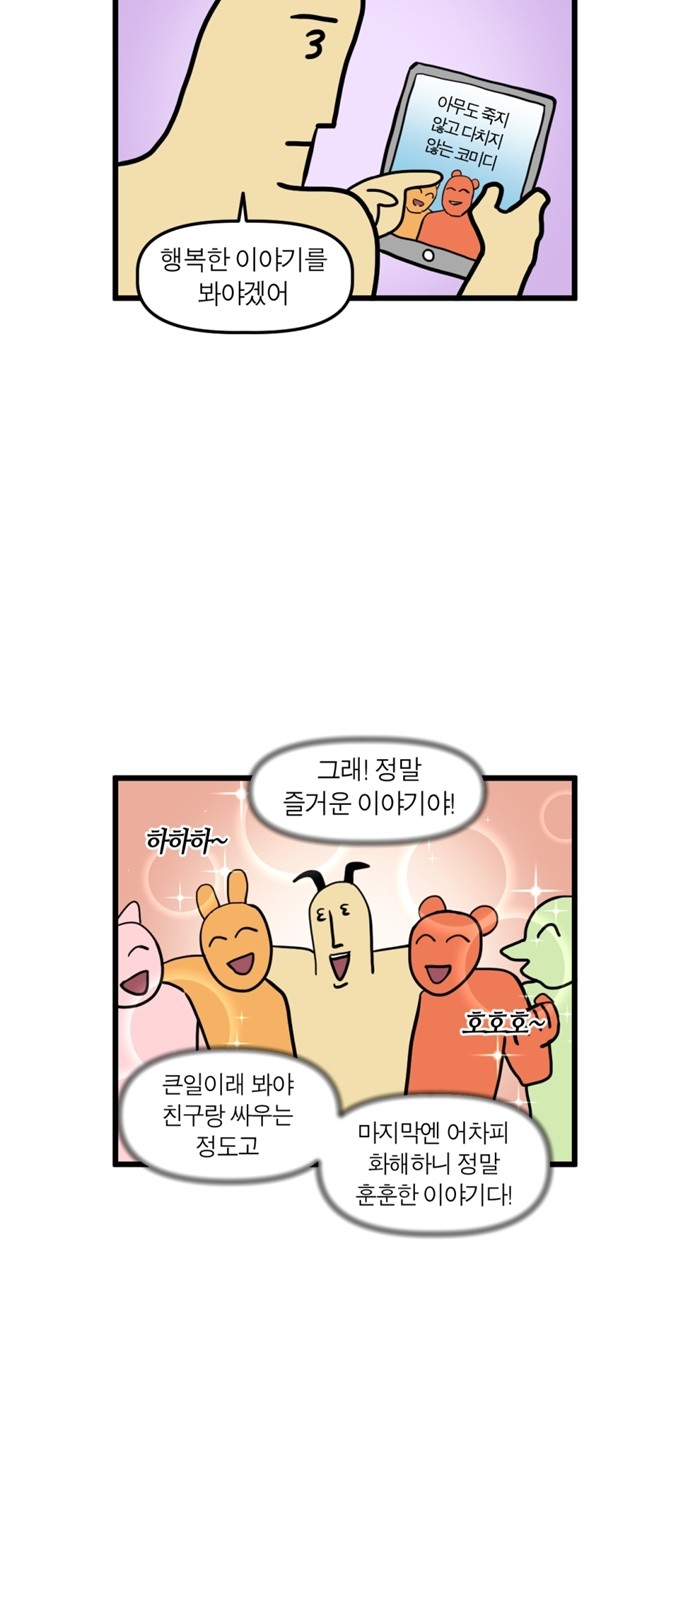 아무도 죽지
않고 다치지
않는 코미디
행복한 이야기를
봐야겠어
그래! 정말
즐거운 이야기야!
하하하~
호호호~
큰일이래 봐야
친구랑 싸우는
정도고
마지막엔 어차피
화해하니 정말
훈훈한 이야기다!